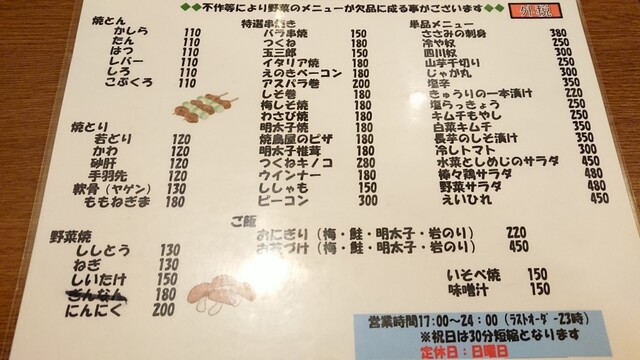 ◆◆不作等により野菜のメニューが欠品に成る事がございます◆◆
外税
焼とん
かしら 110
たん 110
はつ 110
レバー 110
しろ 110
こぶくろ 110
焼とり
若どり 120
かわ 120
砂肝 120
手羽先 120
軟骨（ヤゲン） 130
ももねぎま 180
野菜焼
ししとう 130
ねぎ 130
しいたけ 150
ぎんなん 180
にんにく 200
特選串焼き
バラ串焼 150
つくね 180
玉三郎 150
イタリア焼 180
えのきベーコン 180
アスパラ巻 200
しそ巻 180
梅しそ焼 180
わさび焼 180
明太子焼 180
焼鳥屋のピザ 180
明太子椎茸 180
つくねキノコ 280
ウインナー 180
ししゃも 150
ビーコン 300
単品メニュー
ささみの刺身 380
冷や奴 250
四川奴 300
山芋千切り 250
じゃが丸 300
塩辛 350
きゅうりの一本漬け 220
塩らっきょう 250
キムチもやし 250
白菜キムチ 300
長芋のしそ漬け 300
冷しトマト 300
水菜としめじのサラダ 450
棒々鶏サラダ 480
野菜サラダ 480
えいひれ 450
ご飯
おにぎり（梅・鮭・明太子・岩のり） 220
お茶づけ（梅・鮭・明太子・岩のり） 450
いそべ焼 150
味噌汁 150
営業時間17:00～24:00（ラストオーダｰ23時）
※祝日は30分短縮となります
定休日：日曜日